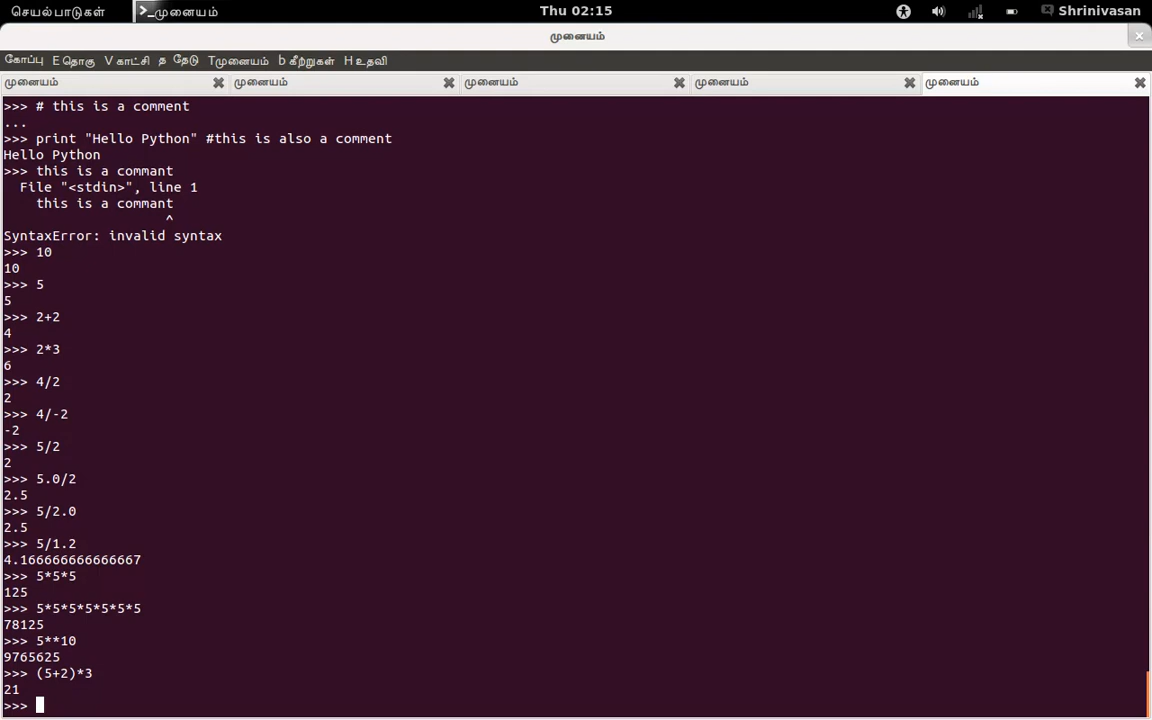 செயல்பாடுகள் >_முனையம் Thu 02:15 Shrinivasan
முனையம்
கோப்பு E தொகு V காட்சி த தேடு Tமுனையம் b கீற்றுகள் H உதவி
முனையம் முனையம் முனையம் முனையம் முனையம்
>>> # this is a comment
...
>>> print "Hello Python" #this is also a comment
Hello Python
>>> this is a commant
  File "<stdin>", line 1
    this is a commant
                    ^
SyntaxError: invalid syntax
>>> 10
10
>>> 5
5
>>> 2+2
4
>>> 2*3
6
>>> 4/2
2
>>> 4/-2
-2
>>> 5/2
2
>>> 5.0/2
2.5
>>> 5/2.0
2.5
>>> 5/1.2
4.166666666666667
>>> 5*5*5
125
>>> 5*5*5*5*5*5*5
78125
>>> 5**10
9765625
>>> (5+2)*3
21
>>>